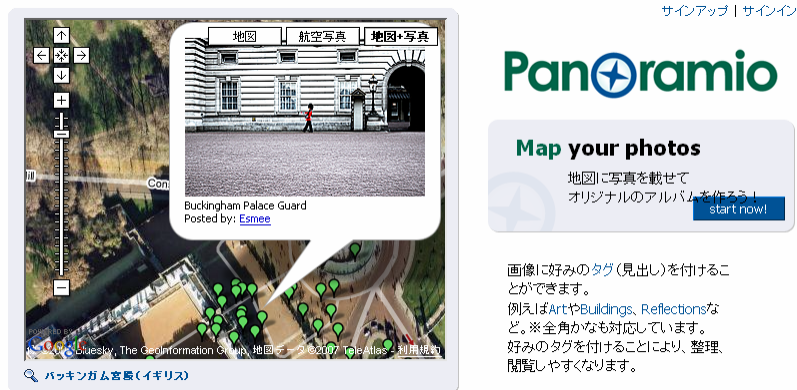 サインアップ | サインイン
地図 航空写真 地図+写真
Buckingham Palace Guard
Posted by: Esmee
Con
POWERED BY
Google
Bluesky, The GeoInformation Group, 地図データ ©2007 TeleAtlas - 利用規約
バッキンガム宮殿(イギリス)
Panoramio
Map your photos
地図に写真を載せて
オリジナルのアルバムを作ろう!
start now!
画像に好みのタグ(見出し)を付けるこ
とができます。
例えばArtやBuildings、Reflectionsな
ど。※全角かなも対応しています。
好みのタグを付けることにより、整理、
閲覧しやすくなります。